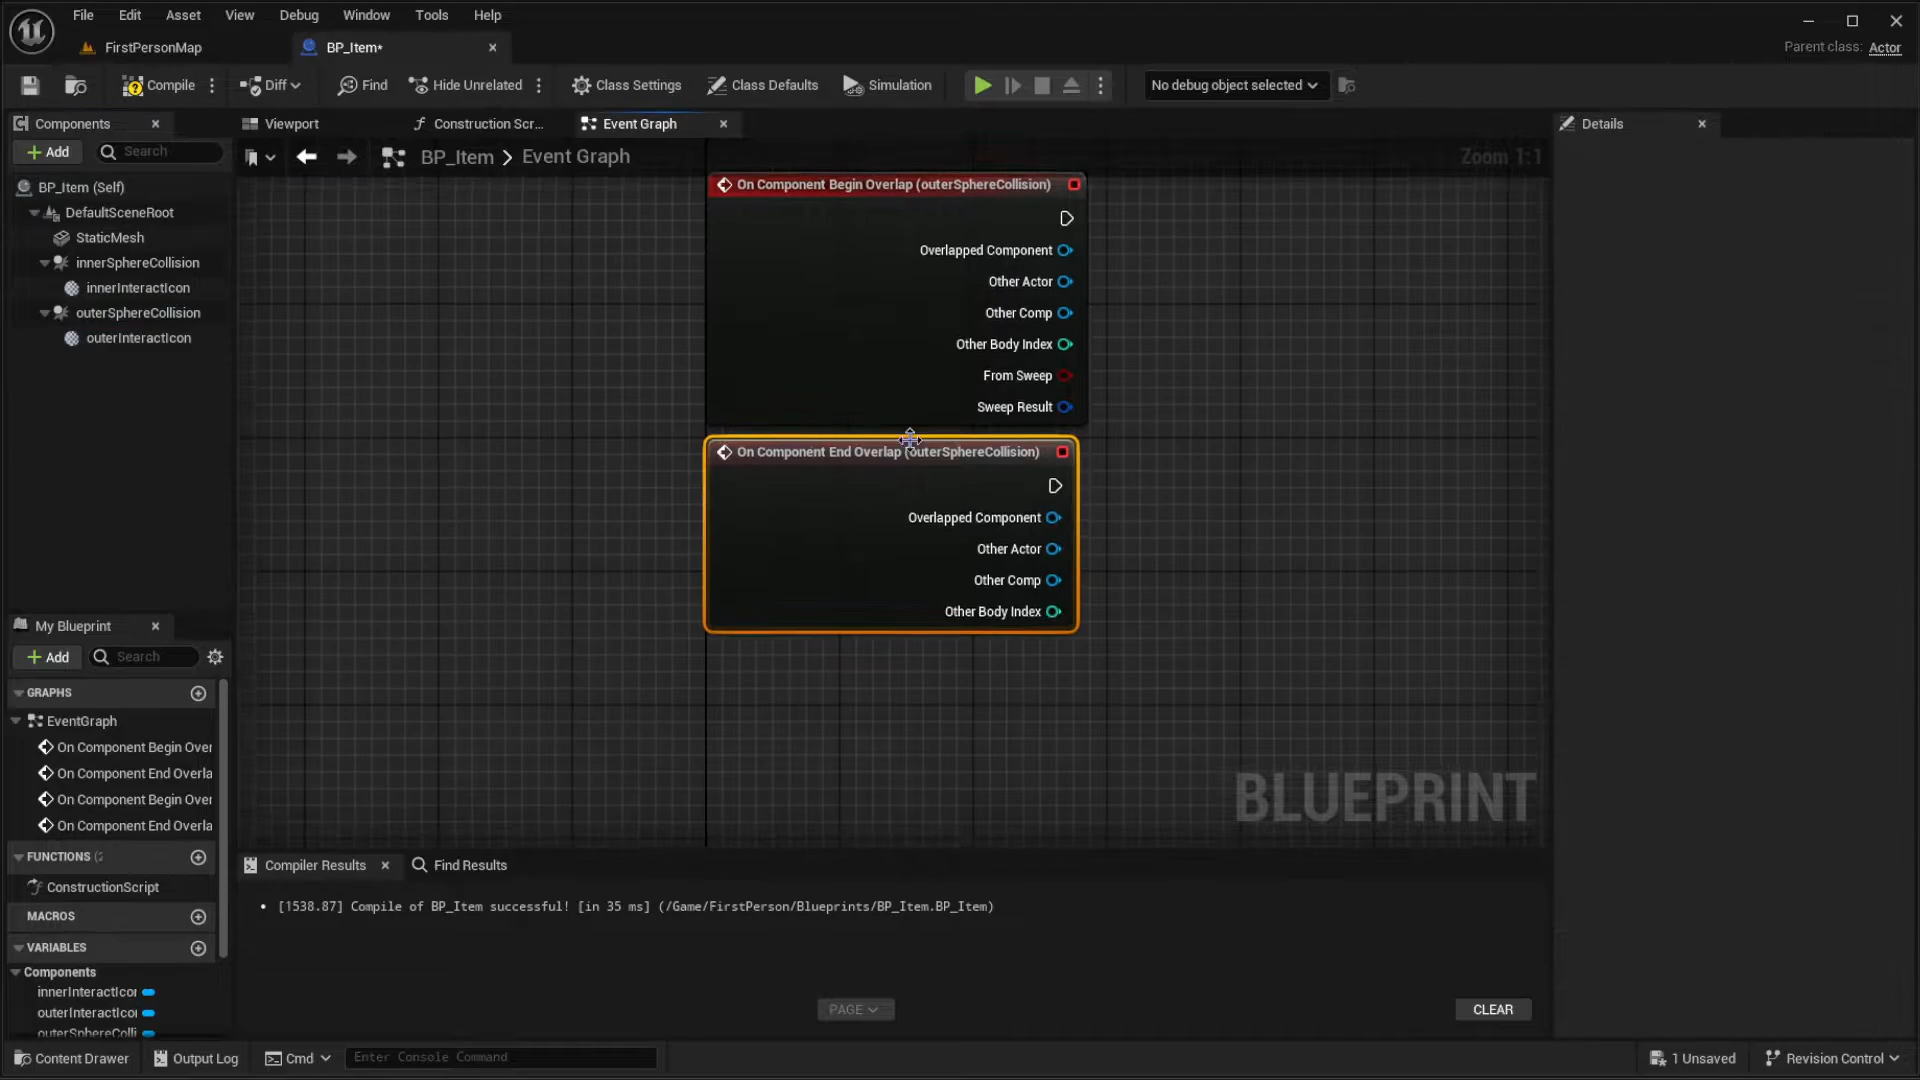 File Edit Asset View Debug Window Tools Help
FirstPersonMap
BP_Item*
Parent class: Actor
Compile
Diff
Find
Hide Unrelated
Class Settings
Class Defaults
Simulation
No debug object selected
Components
Viewport
Construction Scr...
Event Graph
Details
Add
Search
BP_Item > Event Graph
Zoom 1:1
BP_Item (Self)
DefaultSceneRoot
StaticMesh
innerSphereCollision
innerInteractIcon
outerSphereCollision
outerInteractIcon
On Component Begin Overlap (outerSphereCollision)
Overlapped Component
Other Actor
Other Comp
Other Body Index
From Sweep
Sweep Result
On Component End Overlap (outerSphereCollision)
Overlapped Component
Other Actor
Other Comp
Other Body Index
BLUEPRINT
My Blueprint
Add
Search
GRAPHS
EventGraph
On Component Begin Over
On Component End Overla
On Component Begin Over
On Component End Overla
FUNCTIONS
ConstructionScript
MACROS
VARIABLES
Components
innerInteractIcon
outerInteractIcon
outerSphereColli
Compiler Results
Find Results
[1538.87] Compile of BP_Item successful! [in 35 ms] (/Game/FirstPerson/Blueprints/BP_Item.BP_Item)
PAGE
CLEAR
Content Drawer
Output Log
Cmd
Enter Console Command
1 Unsaved
Revision Control